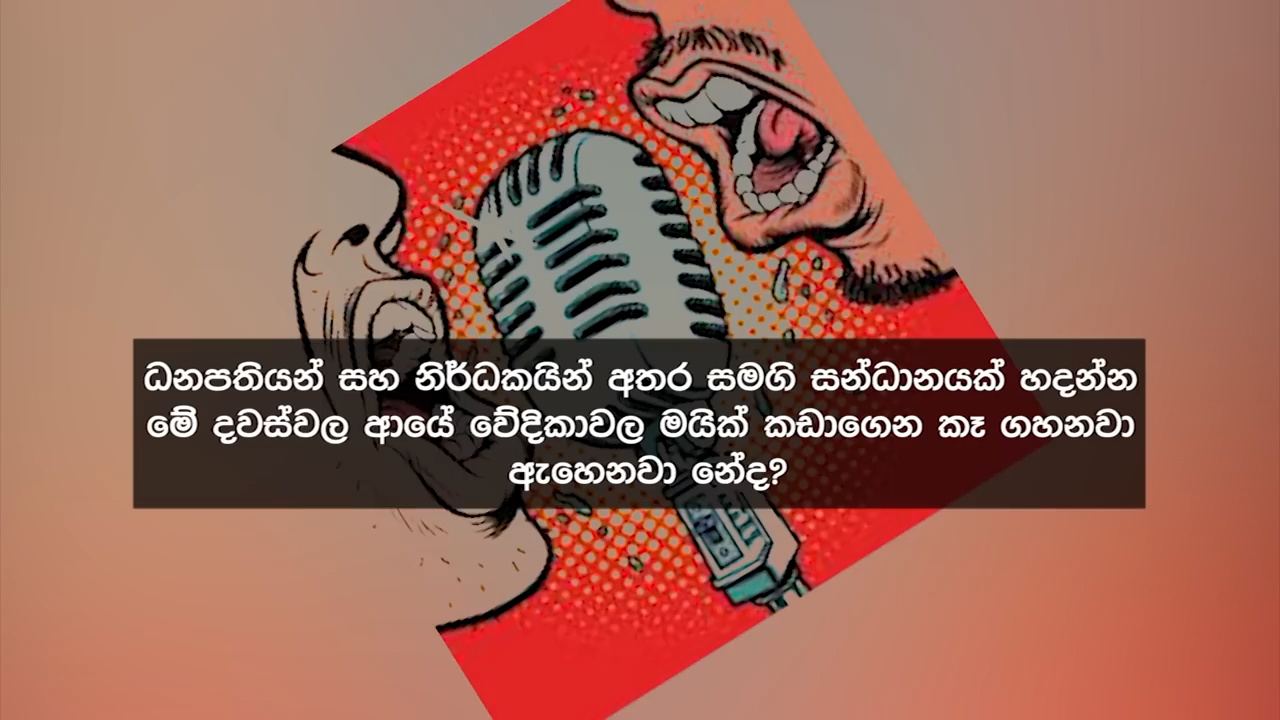 ධනපතියන් සහ නිර්ධකයින් අතර සමගි සන්ධානයක් හදන්න
මේ දවස්වල ආයේ වේදිකාවල මයික් කඩාගෙන කෑ ගහනවා
ඇහෙනවා නේද?